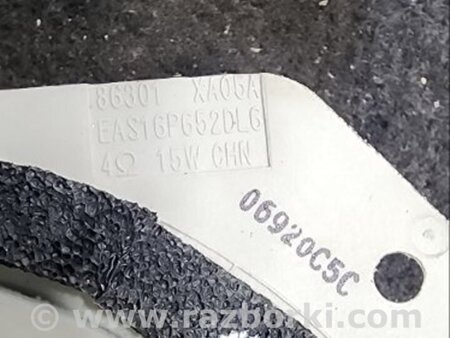 86301 XA05A
EAS16P652DL6
4Ω 15W CHN
06920C5C
© www.razborki.com